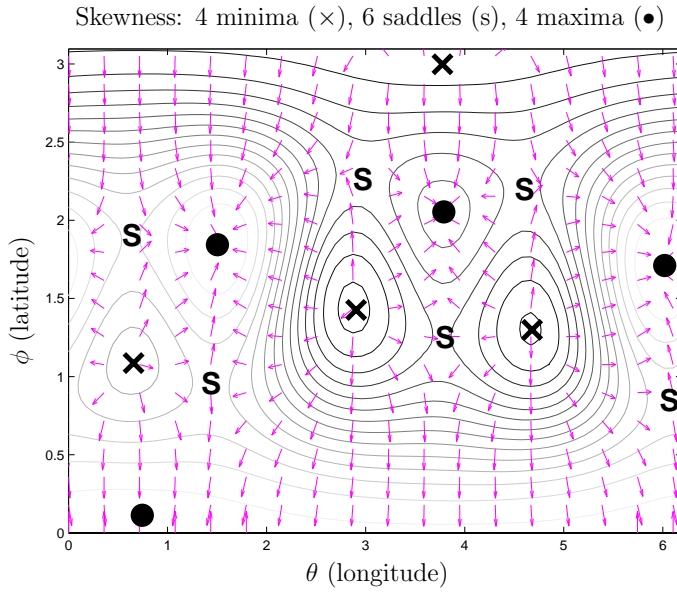 Skewness: 4 minima (×), 6 saddles (s), 4 maxima (●)
3
2.5
2
1.5
1
0.5
0
ϕ (latitude)
S
S
S
S
S
S
0
1
2
3
4
5
6
θ (longitude)